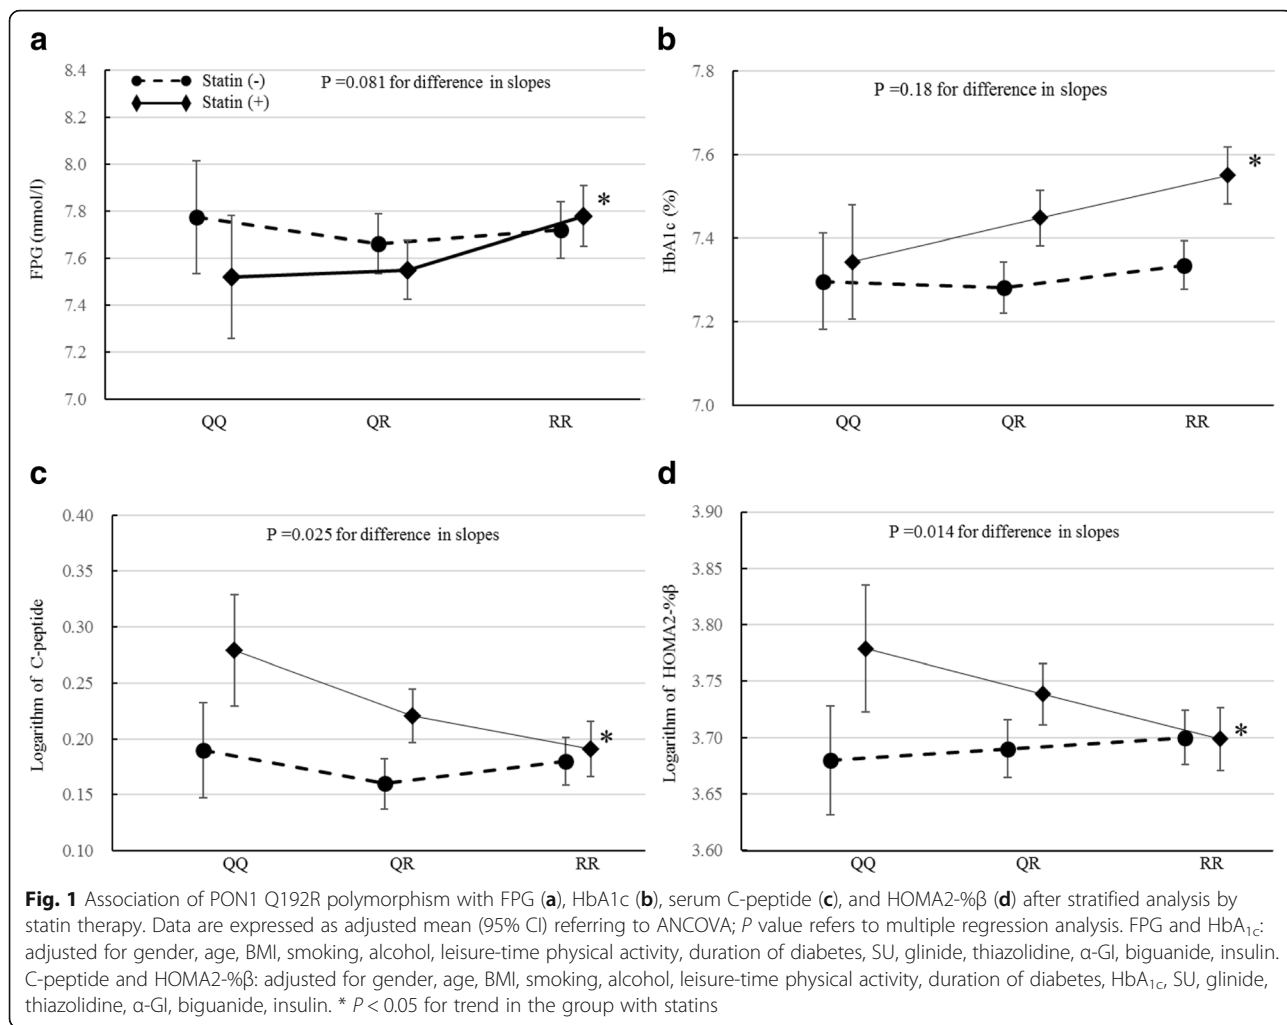 a
8.4
8.2
8.0
7.8
7.6
7.4
7.2
7.0
FPG (mmol/l)
Statin (-)
Statin (+)
P =0.081 for difference in slopes
*
QQ QR RR
b
7.8
7.6
7.4
7.2
7.0
HbA1c (%)
P =0.18 for difference in slopes
*
QQ QR RR
c
0.40
0.35
0.30
0.25
0.20
0.15
0.10
Logarithm of C-peptide
P =0.025 for difference in slopes
*
QQ QR RR
d
3.90
3.85
3.80
3.75
3.70
3.65
3.60
Logarithm of HOMA2-%β
P =0.014 for difference in slopes
*
QQ QR RR
Fig. 1 Association of PON1 Q192R polymorphism with FPG (a), HbA1c (b), serum C-peptide (c), and HOMA2-%β (d) after stratified analysis by
statin therapy. Data are expressed as adjusted mean (95% CI) referring to ANCOVA; P value refers to multiple regression analysis. FPG and HbA1c:
adjusted for gender, age, BMI, smoking, alcohol, leisure-time physical activity, duration of diabetes, SU, glinide, thiazolidine, α-GI, biguanide, insulin.
C-peptide and HOMA2-%β: adjusted for gender, age, BMI, smoking, alcohol, leisure-time physical activity, duration of diabetes, HbA1c, SU, glinide,
thiazolidine, α-GI, biguanide, insulin. * P < 0.05 for trend in the group with statins